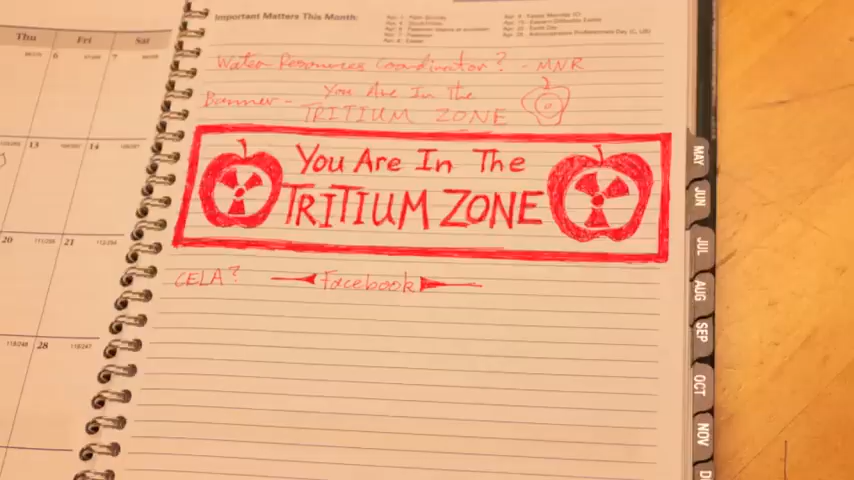 Important Matters This Month:
Water Resources Coordinator? - MNR
Banner - You Are In The
TRITIUM ZONE
You Are In The
TRITIUM ZONE
CELA? Facebook
Thu Fri Sat
6 7
13 14
20 21
28
MAY
JUN
JUL
AUG
SEP
OCT
NOV